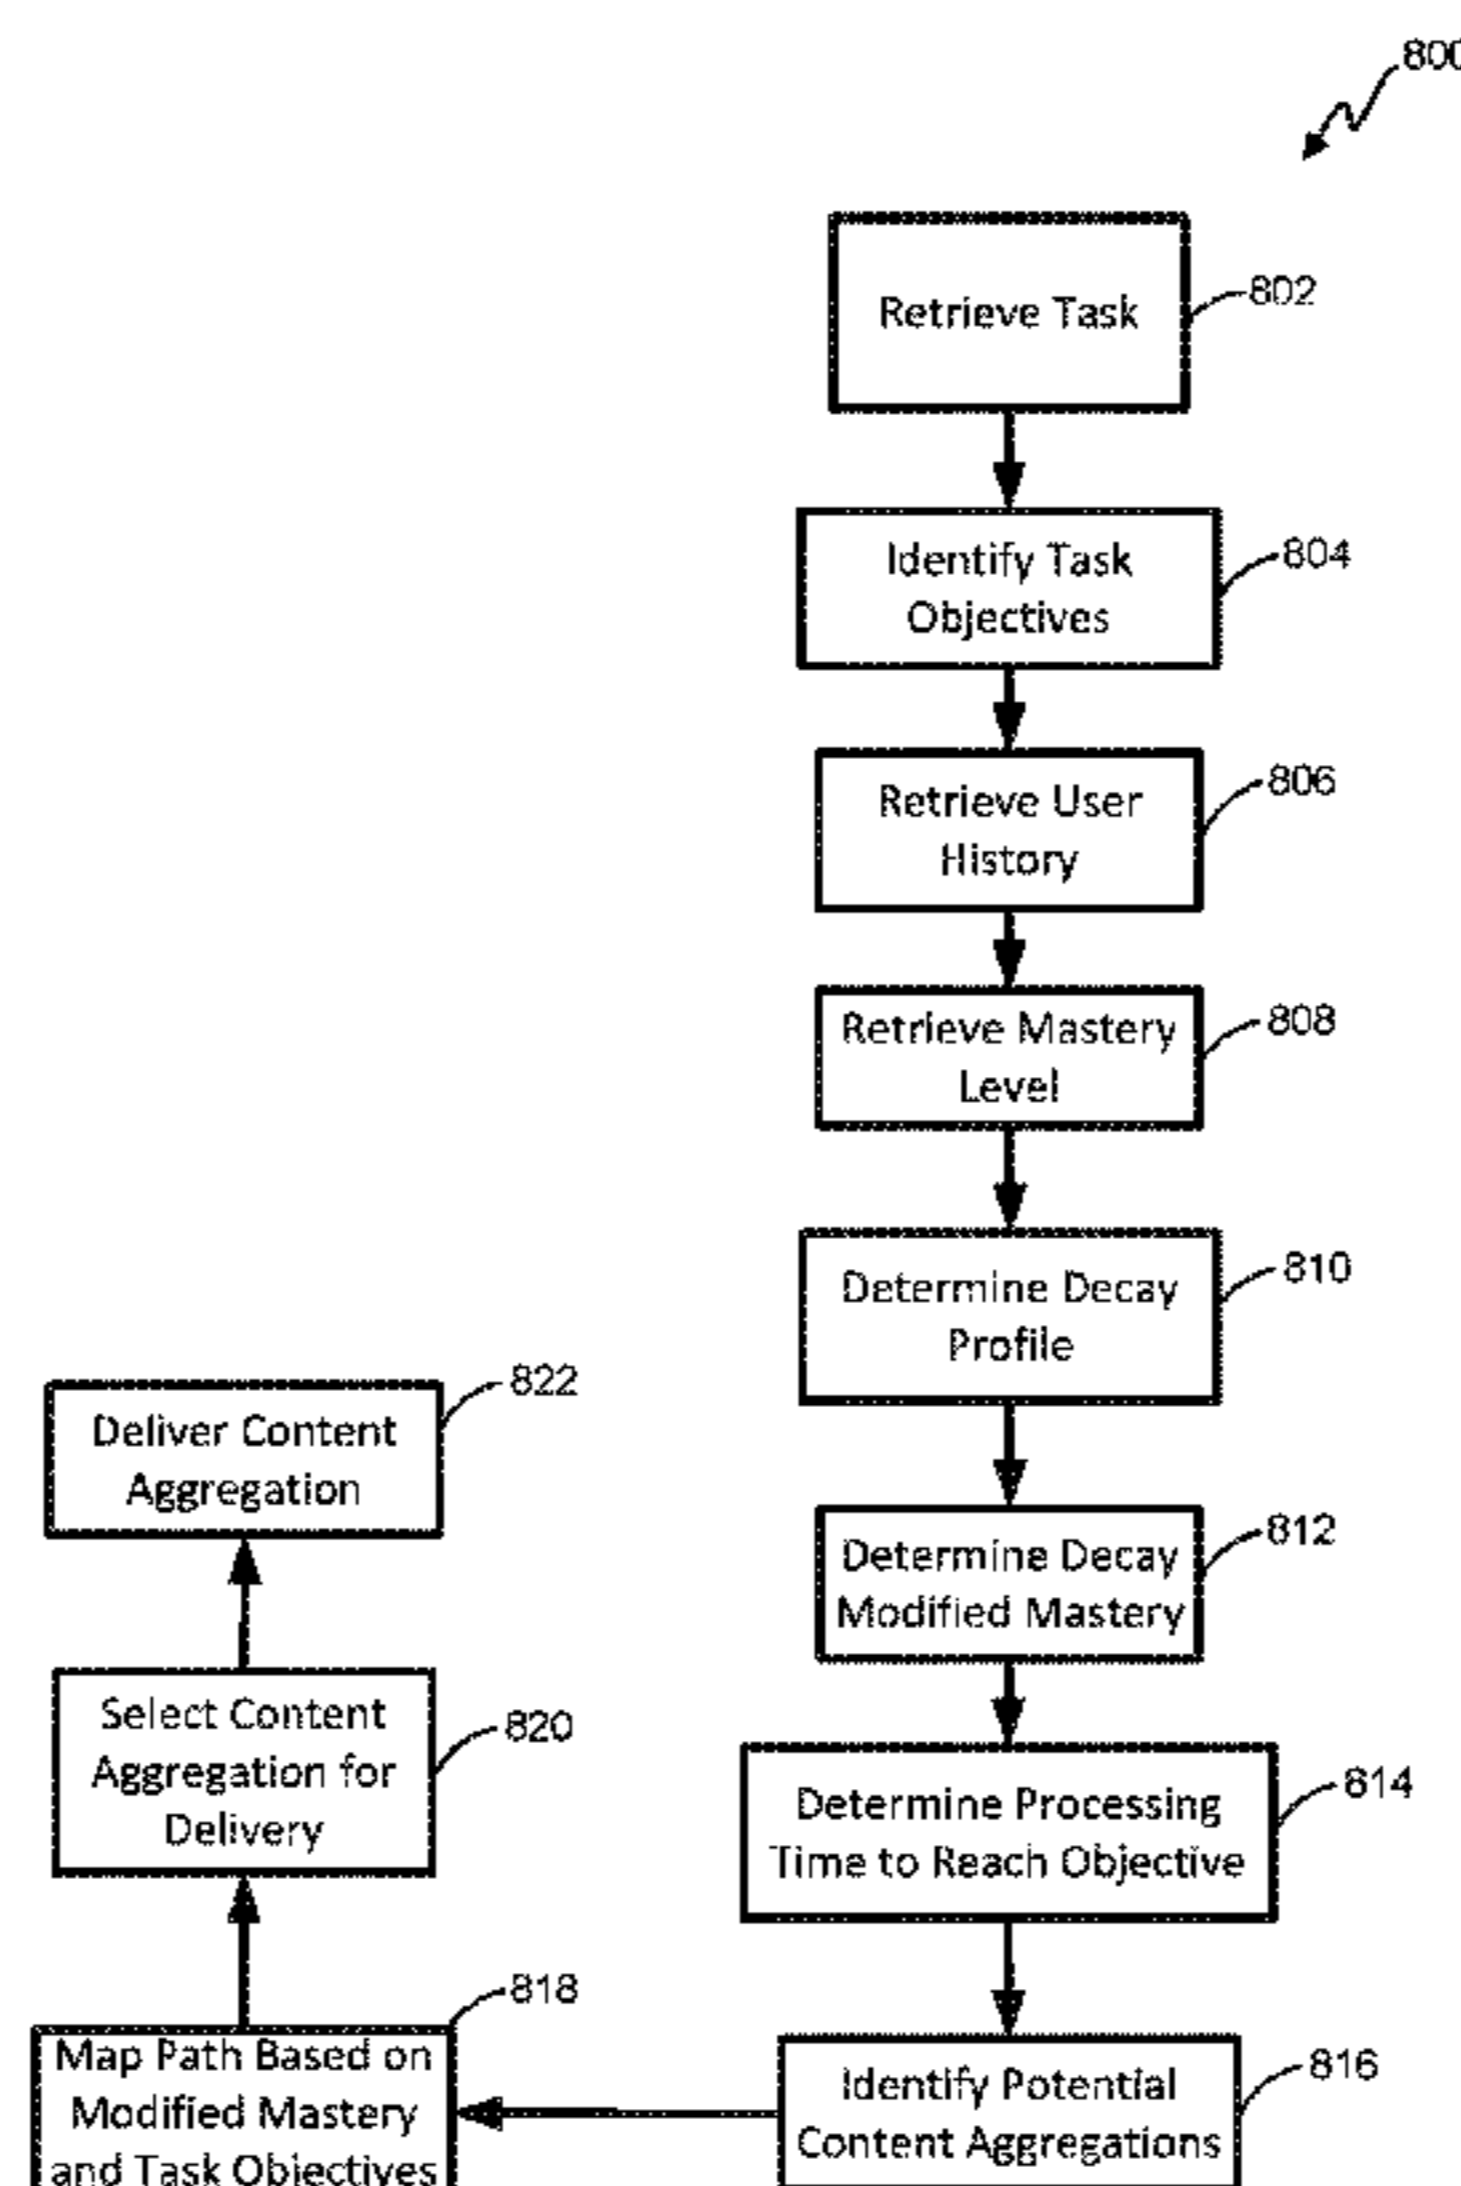 800
Retrieve Task
802
Identify Task
Objectives
804
Retrieve User
History
806
Retrieve Mastery
Level
808
Determine Decay
Profile
810
Determine Decay
Modified Mastery
812
Determine Processing
Time to Reach Objective
814
Identify Potential
Content Aggregations
816
Map Path Based on
Modified Mastery
and Task Objectives
818
Select Content
Aggregation for
Delivery
820
Deliver Content
Aggregation
822